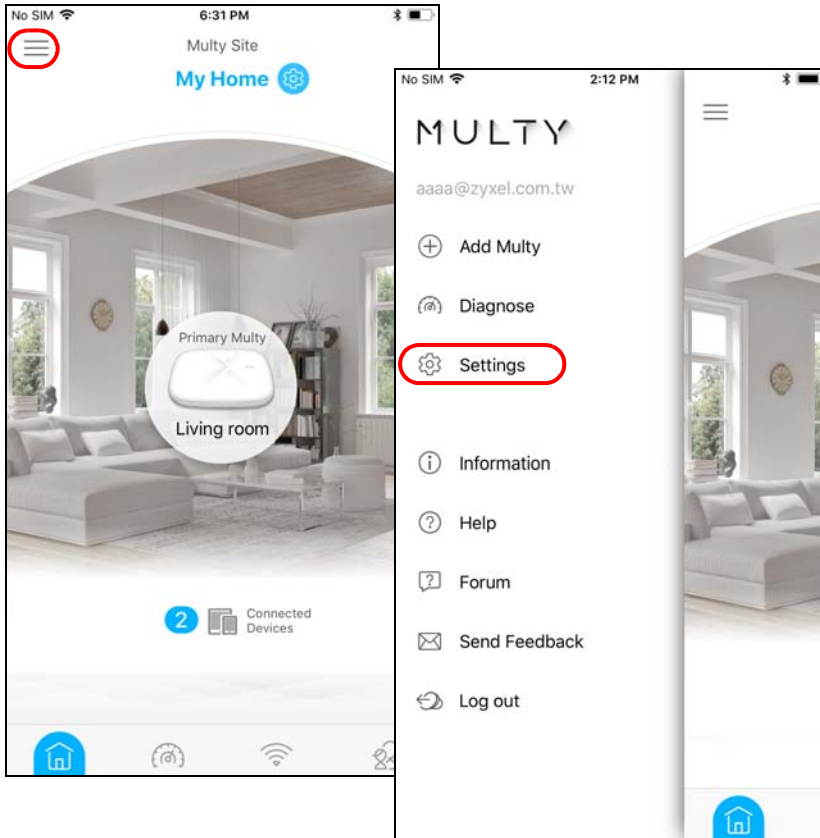 No SIM 6:31 PM
Multy Site
My Home
Primary Multy
Living room
2 Connected
Devices
No SIM 2:12 PM
MULTY
aaaa@zyxel.com.tw
Add Multy
Diagnose
Settings
Information
Help
Forum
Send Feedback
Log out